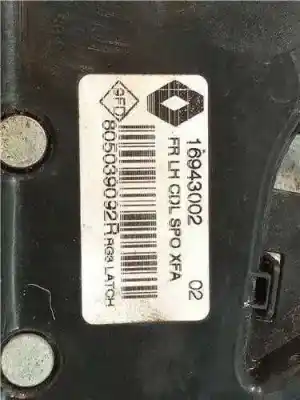 16943002 02
FR LH CDL SPO XFA
GFD
805039092R RG3 LATCH